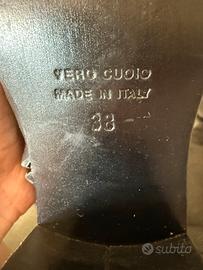 VERO CUOIO
MADE IN ITALY
38
subito